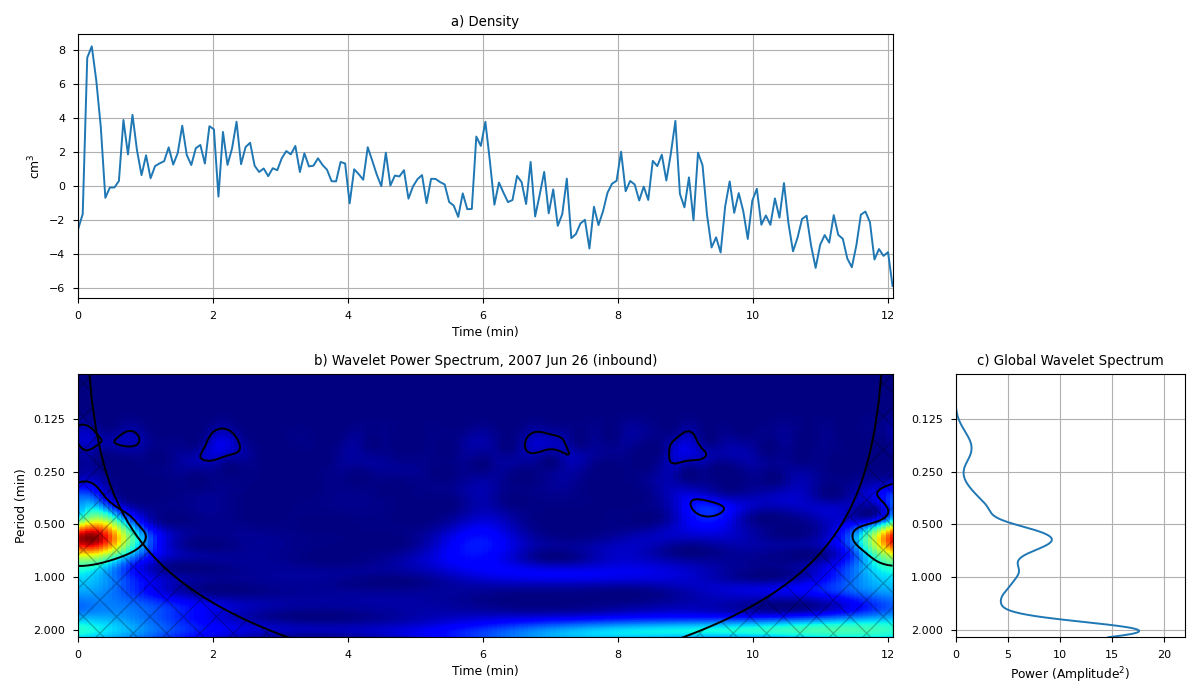 a) Density
cm³
8
6
4
2
0
−2
−4
−6
0 2 4 6 8 10 12
Time (min)
b) Wavelet Power Spectrum, 2007 Jun 26 (inbound)
Period (min)
0.125
0.250
0.500
1.000
2.000
0 2 4 6 8 10 12
Time (min)
c) Global Wavelet Spectrum
0.125
0.250
0.500
1.000
2.000
0 5 10 15 20
Power (Amplitude²)